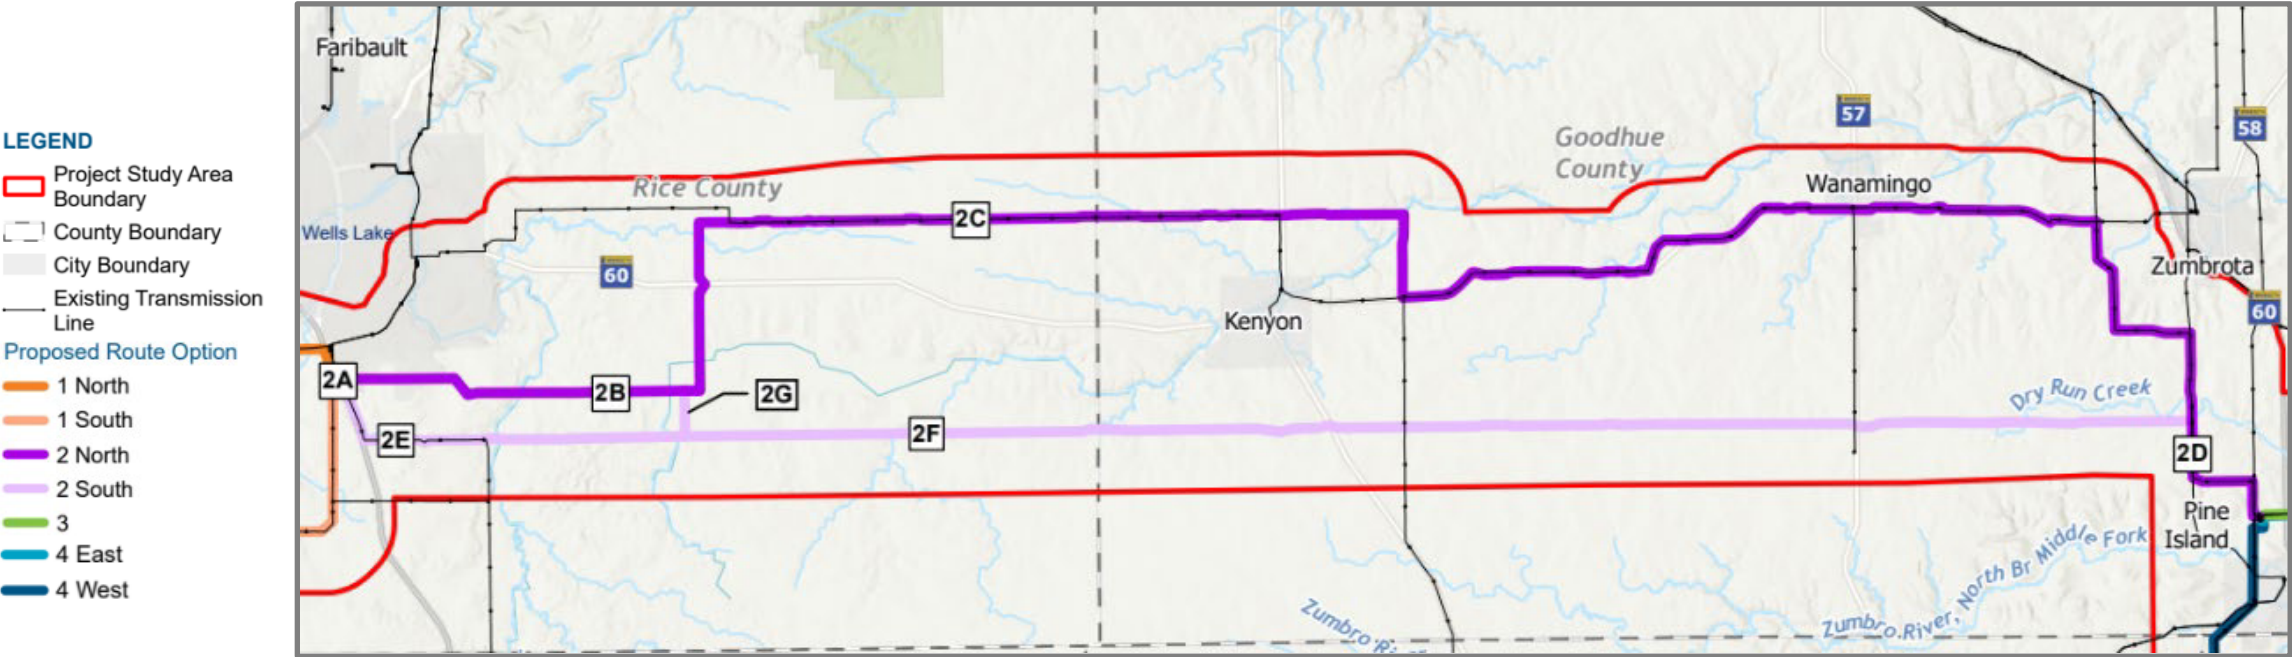 LEGEND
Project Study Area
Boundary
County Boundary
City Boundary
Existing Transmission
Line
Proposed Route Option
1 North
1 South
2 North
2 South
3
4 East
4 West
Faribault
Wells Lake
Rice County
60
2A
2B
2C
2E
2G
2F
Kenyon
Goodhue
County
57
58
Wanamingo
Zumbrota
60
Dry Run Creek
2D
Pine
Island
Zumbro River, North Br Middle Fork
Zumbro River